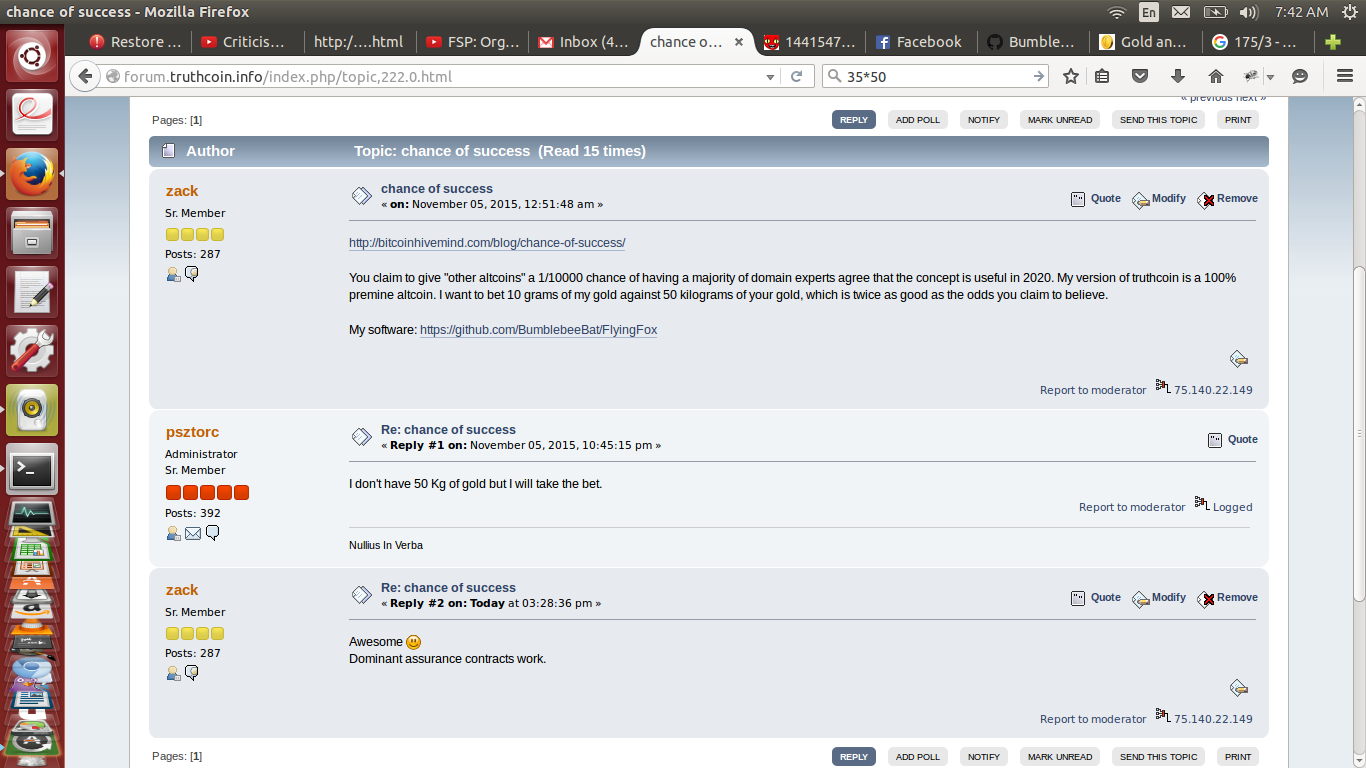 chance of success - Mozilla Firefox
En
7:42 AM
Restore ...
Criticis...
http:/....html
FSP: Org...
Inbox (4...
chance o...
1441547...
Facebook
Bumble...
Gold an...
175/3 - ...
forum.truthcoin.info/index.php/topic,222.0.html
35*50
« previous next »
Pages: [1]
REPLY ADD POLL NOTIFY MARK UNREAD SEND THIS TOPIC PRINT
Author Topic: chance of success (Read 15 times)
zack
Sr. Member
Posts: 287
chance of success
« on: November 05, 2015, 12:51:48 am »
Quote Modify Remove
http://bitcoinhivemind.com/blog/chance-of-success/
You claim to give "other altcoins" a 1/10000 chance of having a majority of domain experts agree that the concept is useful in 2020. My version of truthcoin is a 100%
premine altcoin. I want to bet 10 grams of my gold against 50 kilograms of your gold, which is twice as good as the odds you claim to believe.
My software: https://github.com/BumblebeeBat/FlyingFox
Report to moderator 75.140.22.149
psztorc
Administrator
Sr. Member
Posts: 392
Re: chance of success
« Reply #1 on: November 05, 2015, 10:45:15 pm »
Quote
I don't have 50 Kg of gold but I will take the bet.
Report to moderator Logged
Nullius In Verba
zack
Sr. Member
Posts: 287
Re: chance of success
« Reply #2 on: Today at 03:28:36 pm »
Quote Modify Remove
Awesome
Dominant assurance contracts work.
Report to moderator 75.140.22.149
Pages: [1]
REPLY ADD POLL NOTIFY MARK UNREAD SEND THIS TOPIC PRINT